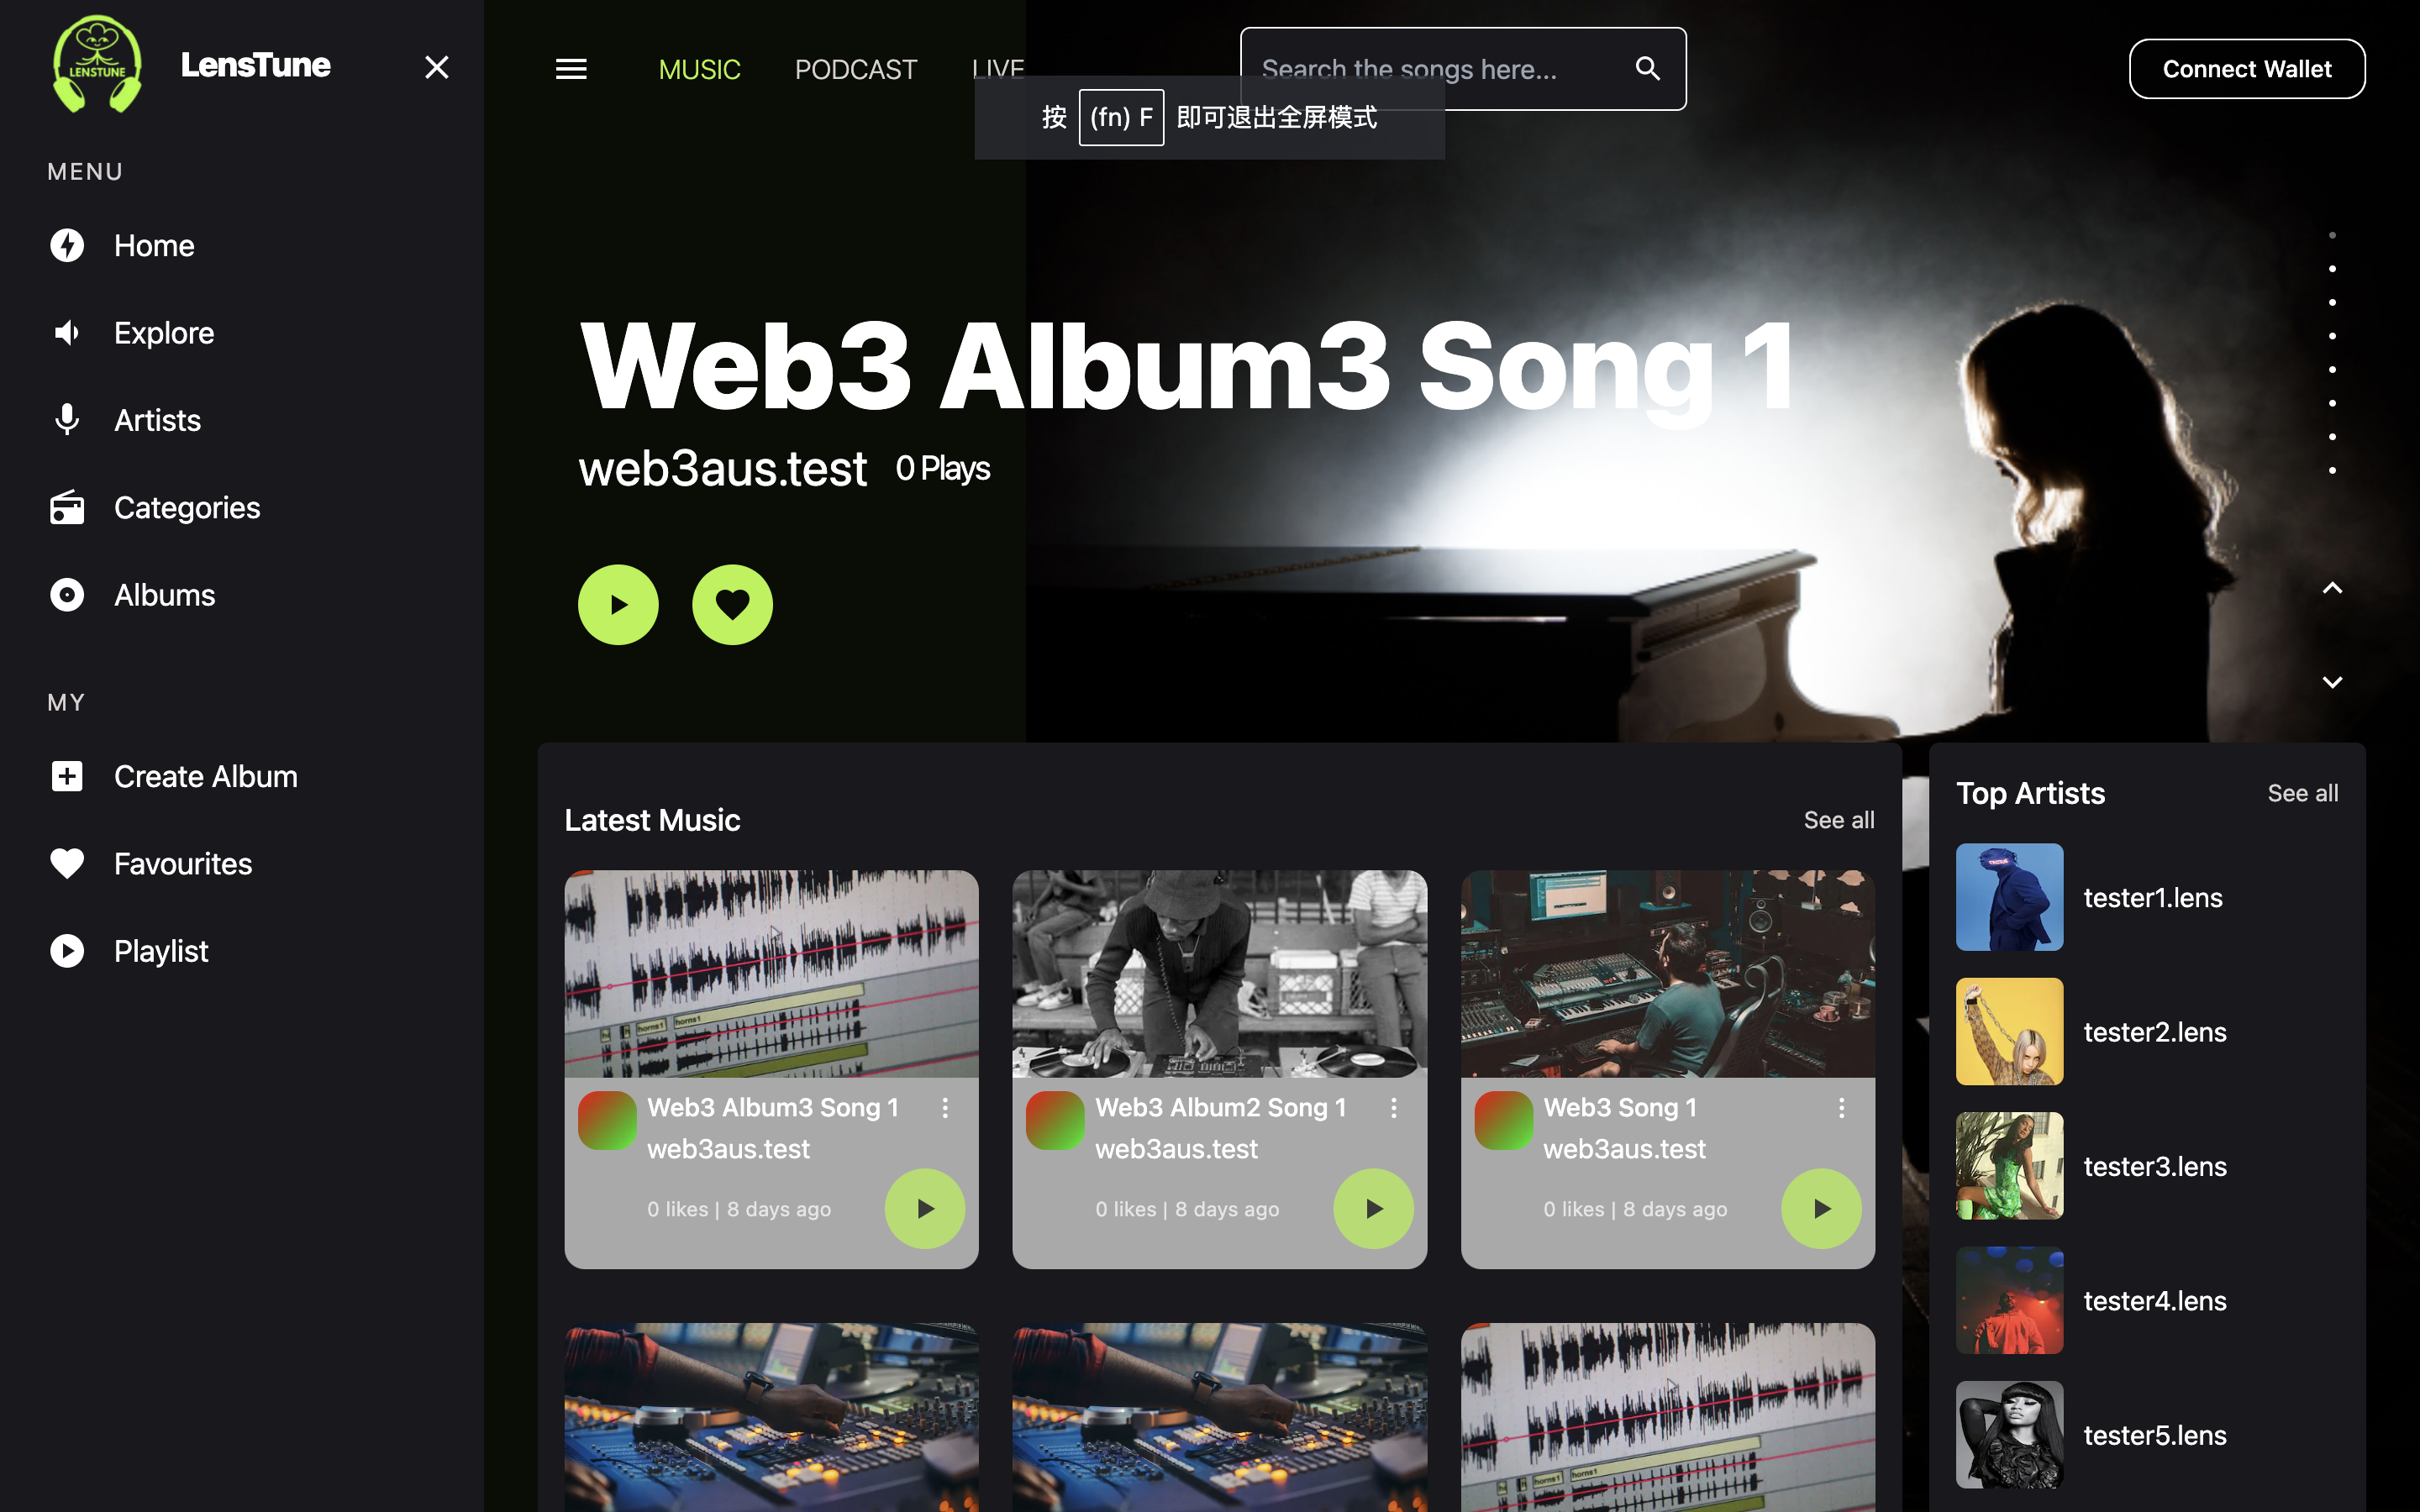 LENSTUNE
LensTune
MENU
Home
Explore
Artists
Categories
Albums
MY
Create Album
Favourites
Playlist
MUSIC PODCAST LIVE
Search the songs here...
Connect Wallet
按 (fn) F 即可退出全屏模式
Web3 Album3 Song 1
web3aus.test 0 Plays
Latest Music
See all
horns1 horns1
Web3 Album3 Song 1
web3aus.test
0 likes | 8 days ago
Web3 Album2 Song 1
web3aus.test
0 likes | 8 days ago
Web3 Song 1
web3aus.test
0 likes | 8 days ago
horns1 horns1
Top Artists
See all
tester1.lens
tester2.lens
tester3.lens
tester4.lens
tester5.lens